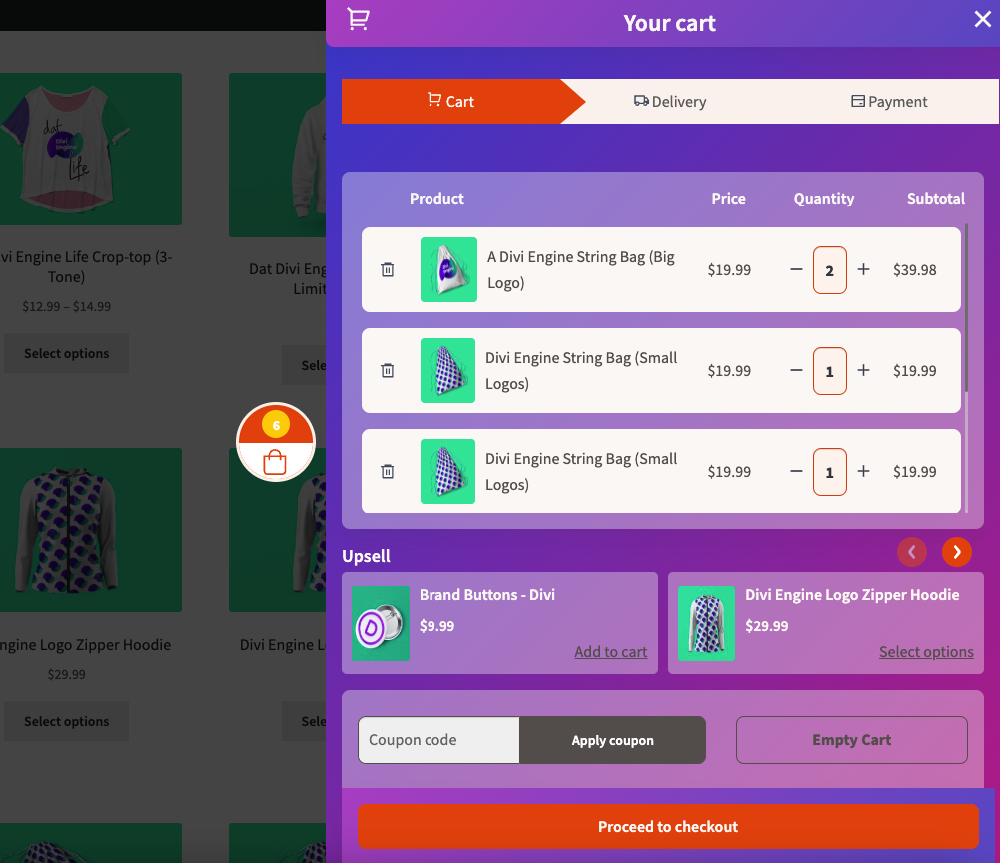 Your cart
Cart
Delivery
Payment
Product Price Quantity Subtotal
A Divi Engine String Bag (Big
Logo)
$19.99
2
$39.98
Divi Engine String Bag (Small
Logos)
$19.99
1
$19.99
Divi Engine String Bag (Small
Logos)
$19.99
1
$19.99
Upsell
Brand Buttons - Divi
$9.99
Add to cart
Divi Engine Logo Zipper Hoodie
$29.99
Select options
Coupon code
Apply coupon
Empty Cart
Proceed to checkout
6
dat
Divi
Engine
Life
vi Engine Life Crop-top (3-
Tone)
$12.99 – $14.99
Select options
Dat Divi Eng
Limit
Sele
ngine Logo Zipper Hoodie
$29.99
Select options
Divi Engine L
Sele